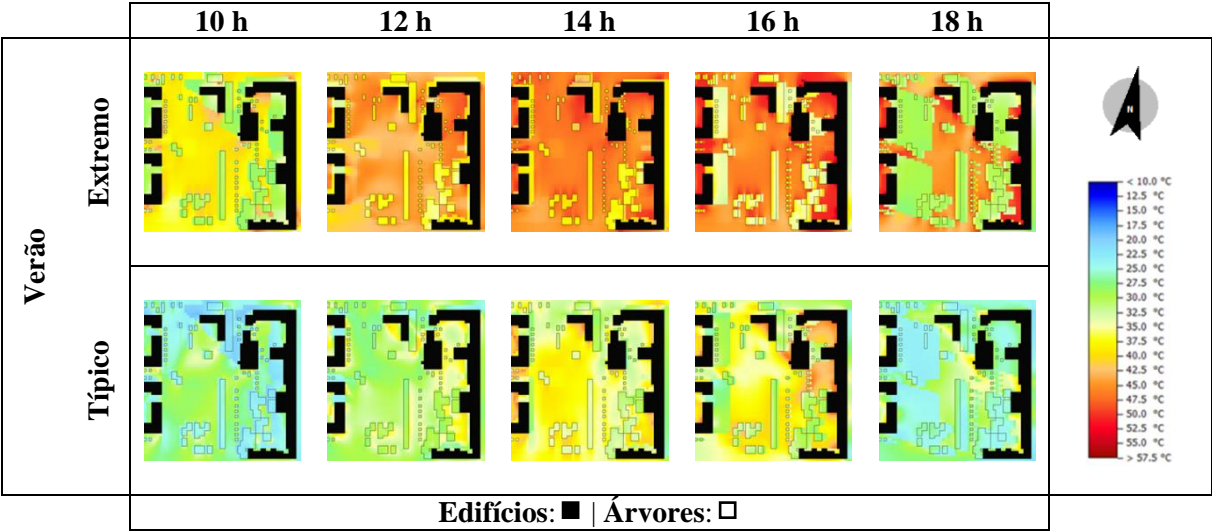 10 h 12 h 14 h 16 h 18 h
Verão
Extremo
Típico
N
< 10.0 °C
12.5 °C
15.0 °C
17.5 °C
20.0 °C
22.5 °C
25.0 °C
27.5 °C
30.0 °C
32.5 °C
35.0 °C
37.5 °C
40.0 °C
42.5 °C
45.0 °C
47.5 °C
50.0 °C
52.5 °C
55.0 °C
> 57.5 °C
Edifícios: ■ | Árvores: □